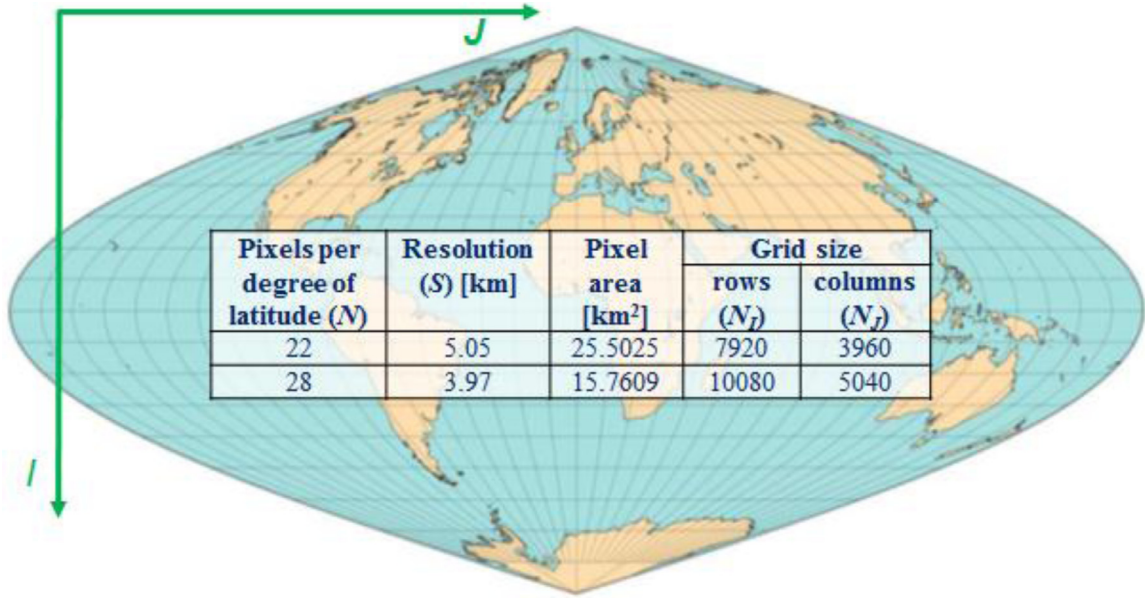 J
Pixels per degree of latitude (N) Resolution (S) [km] Pixel area [km²] Grid size
rows (N_I) columns (N_J)
22 5.05 25.5025 7920 3960
28 3.97 15.7609 10080 5040
I